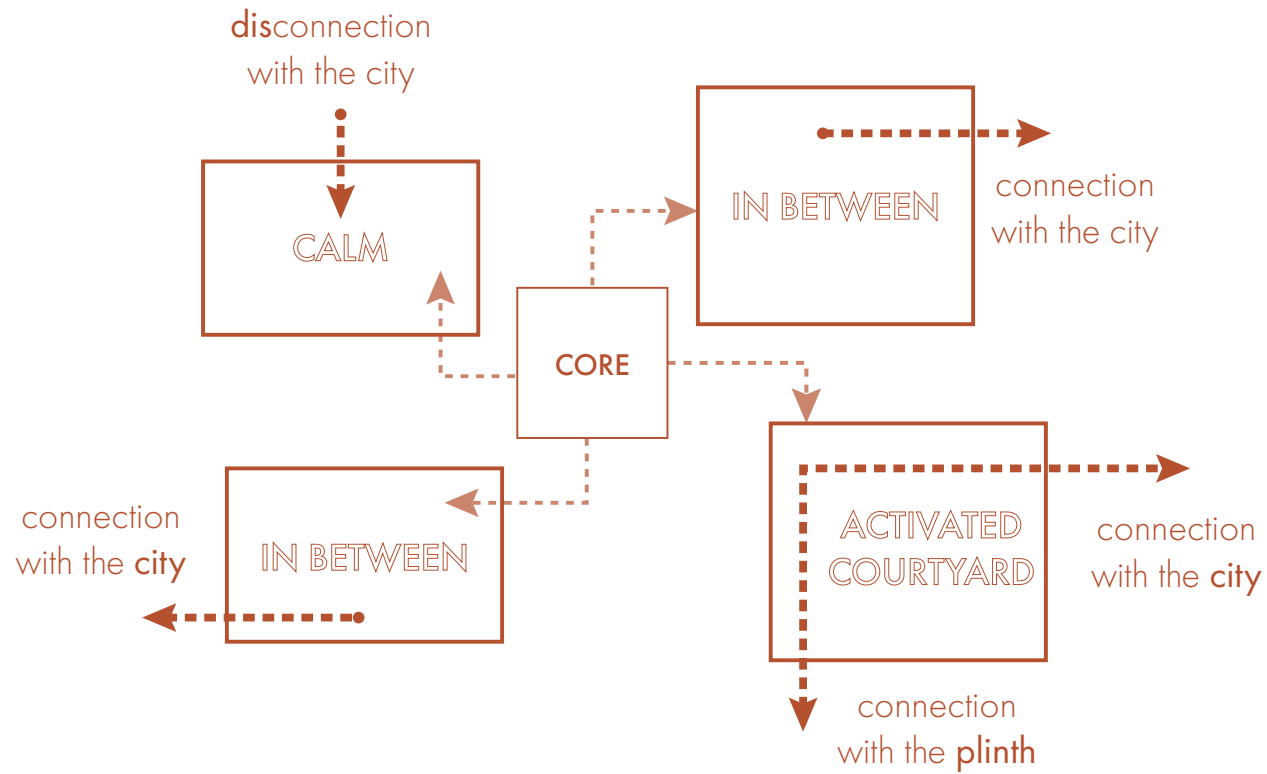 disconnection
with the city
CALM
IN BETWEEN
connection
with the city
CORE
connection
with the city
IN BETWEEN
ACTIVATED
COURTYARD
connection
with the city
connection
with the plinth